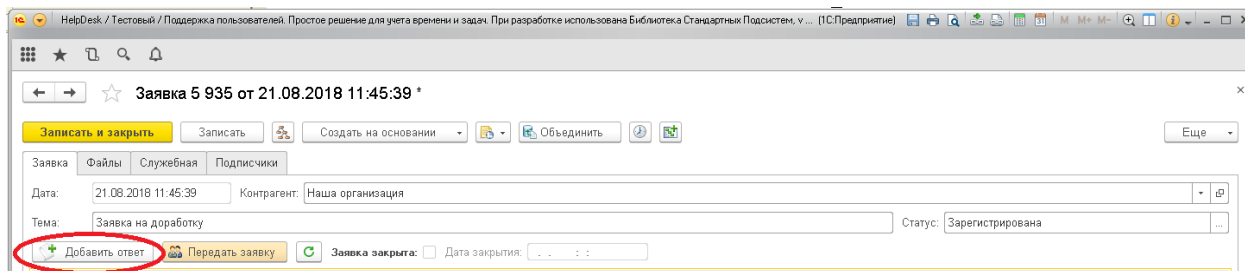 HelpDesk / Тестовый / Поддержка пользователей. Простое решение для учета времени и задач. При разработке использована Библиотека Стандартных Подсистем, v ... (1С:Предприятие) M M+ M-
Заявка 5 935 от 21.08.2018 11:45:39 *
Записать и закрыть Записать Создать на основании Объединить Еще
Заявка Файлы Служебная Подписчики
Дата: 21.08.2018 11:45:39 Контрагент: Наша организация
Тема: Заявка на доработку Статус: Зарегистрирована ...
Добавить ответ Передать заявку Заявка закрыта: Дата закрытия: . . : :